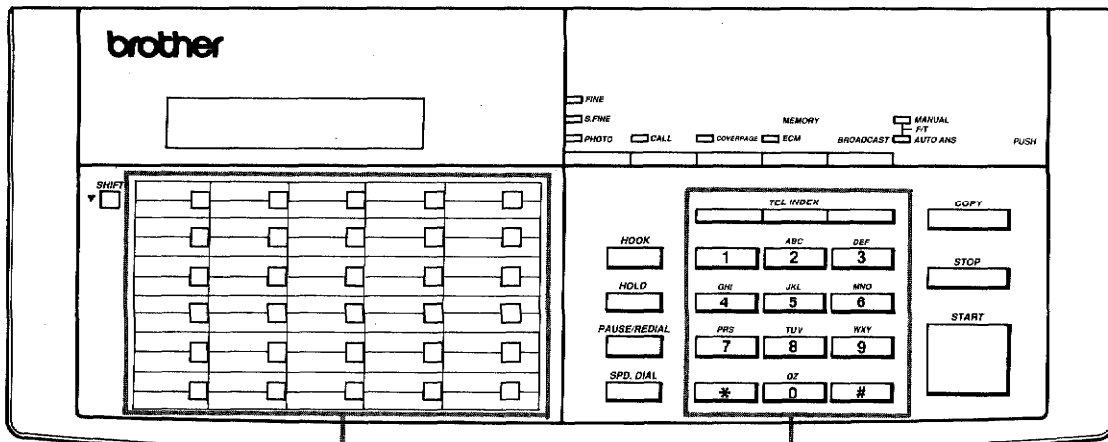 brother
FINE
S.FINE
PHOTO CALL COVERPAGE ECM MEMORY BROADCAST MANUAL F/T AUTO ANS PUSH
SHIFT
TEL INDEX
COPY
HOOK
1 ABC 2 DEF 3
STOP
HOLD
GHI 4 JKL 5 MNO 6
START
PAUSE/REDIAL
PRS 7 TUV 8 WXY 9
SPD. DIAL
* OZ 0 #